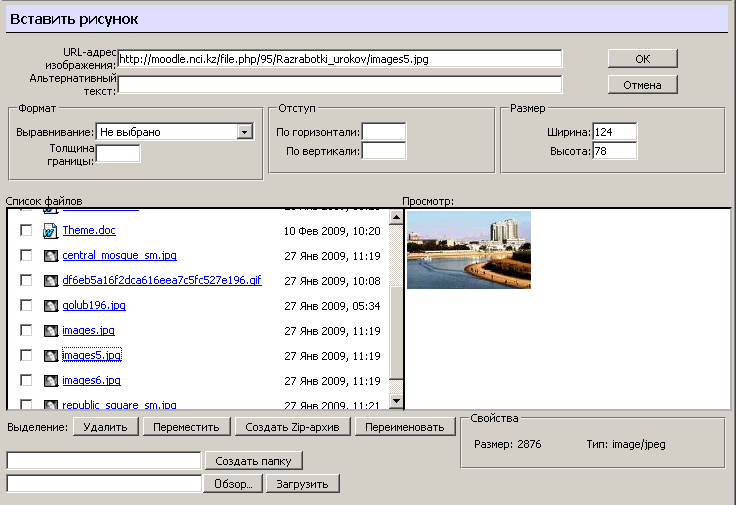 Вставить рисунок
URL-адрес изображения: http://moodle.nci.kz/file.php/95/Razrabotki_urokov/images5.jpg OK
Альтернативный текст: Отмена
Формат Отступ Размер
Выравнивание: Не выбрано По горизонтали: Ширина: 124
Толщина границы: По вертикали: Высота: 78
Список файлов Просмотр:
Theme.doc 10 Фев 2009, 10:20
central_mosque_sm.jpg 27 Янв 2009, 11:19
df6eb5a16f2dca616eea7c5fc527e196.gif 27 Янв 2009, 10:08
golub196.jpg 27 Янв 2009, 05:34
images.jpg 27 Янв 2009, 11:19
images5.jpg 27 Янв 2009, 11:19
images6.jpg 27 Янв 2009, 11:19
republic_square_sm.jpg 27 Янв 2009, 11:21
Выделение: Удалить Переместить Создать Zip-архив Переименовать Свойства
Размер: 2876 Тип: image/jpeg
Создать папку
Обзор... Загрузить